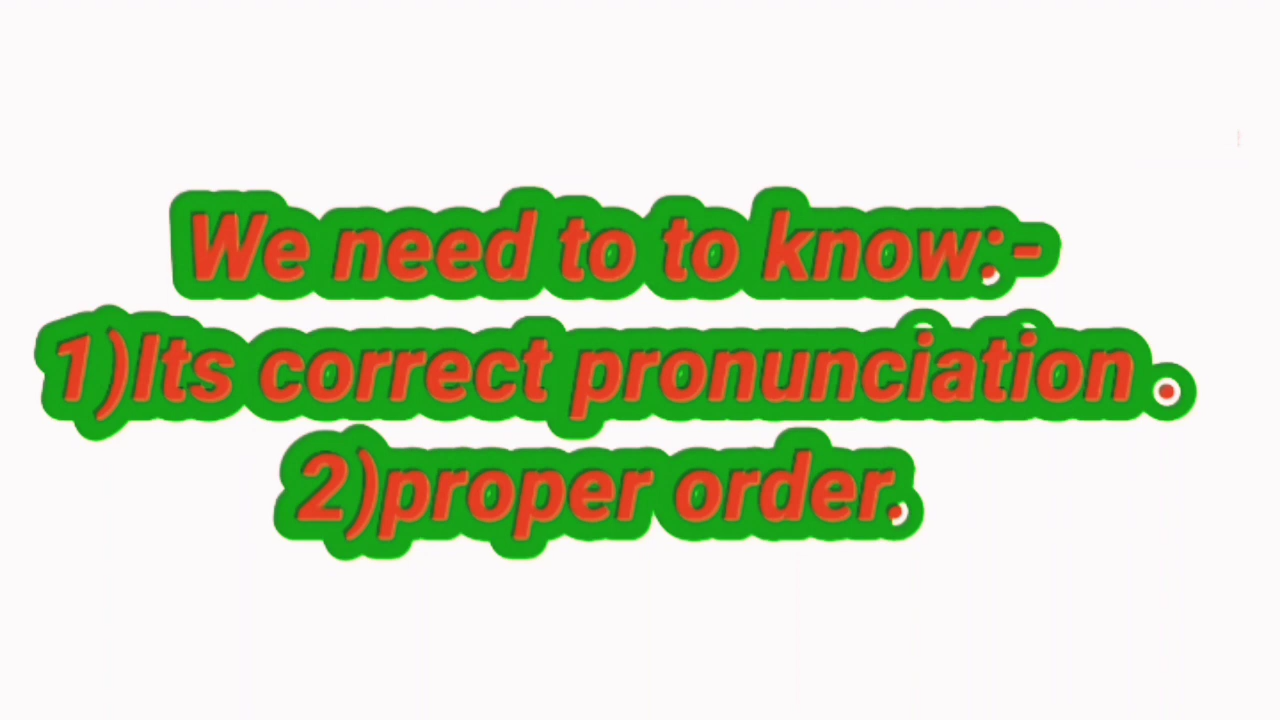 We need to to know:-
1)Its correct pronunciation .
2)proper order.